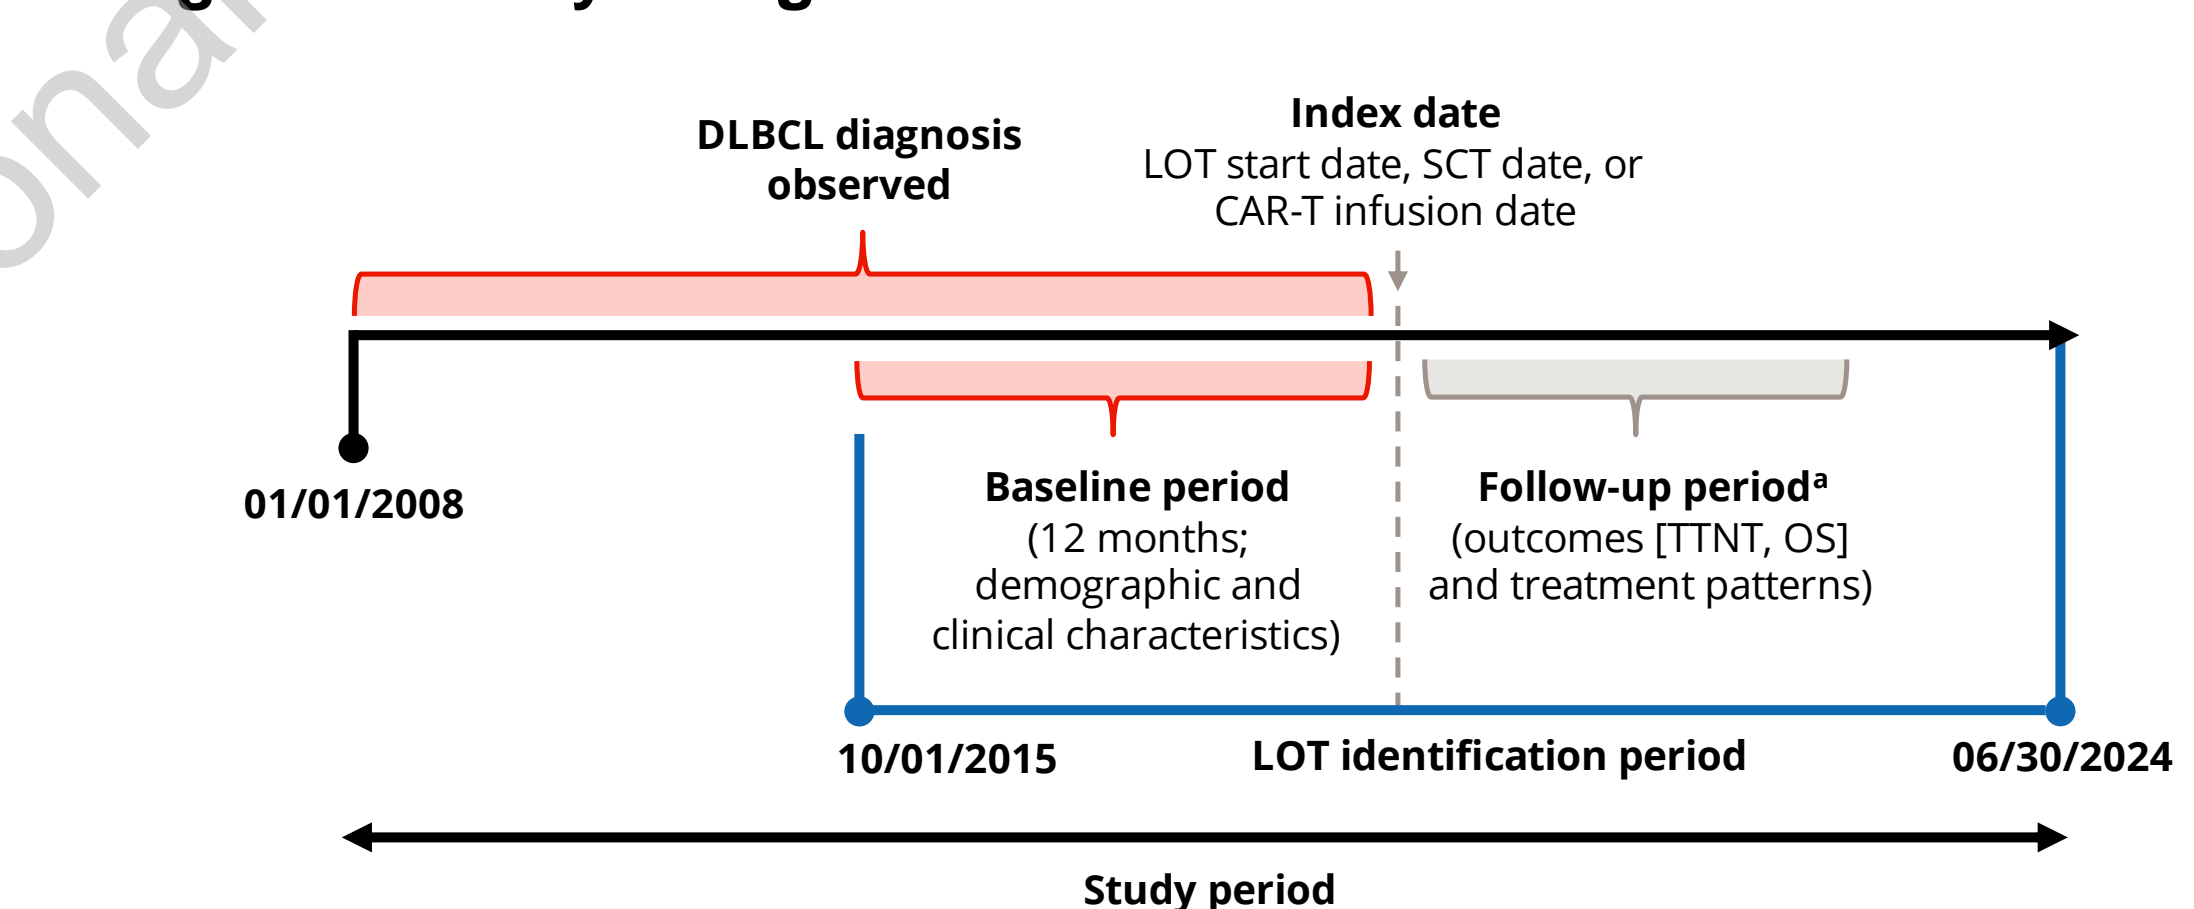 DLBCL diagnosis
observed
Index date
LOT start date, SCT date, or
CAR-T infusion date
01/01/2008
Baseline period
(12 months;
demographic and
clinical characteristics)
Follow-up periodᵃ
(outcomes [TTNT, OS]
and treatment patterns)
10/01/2015
LOT identification period
06/30/2024
Study period